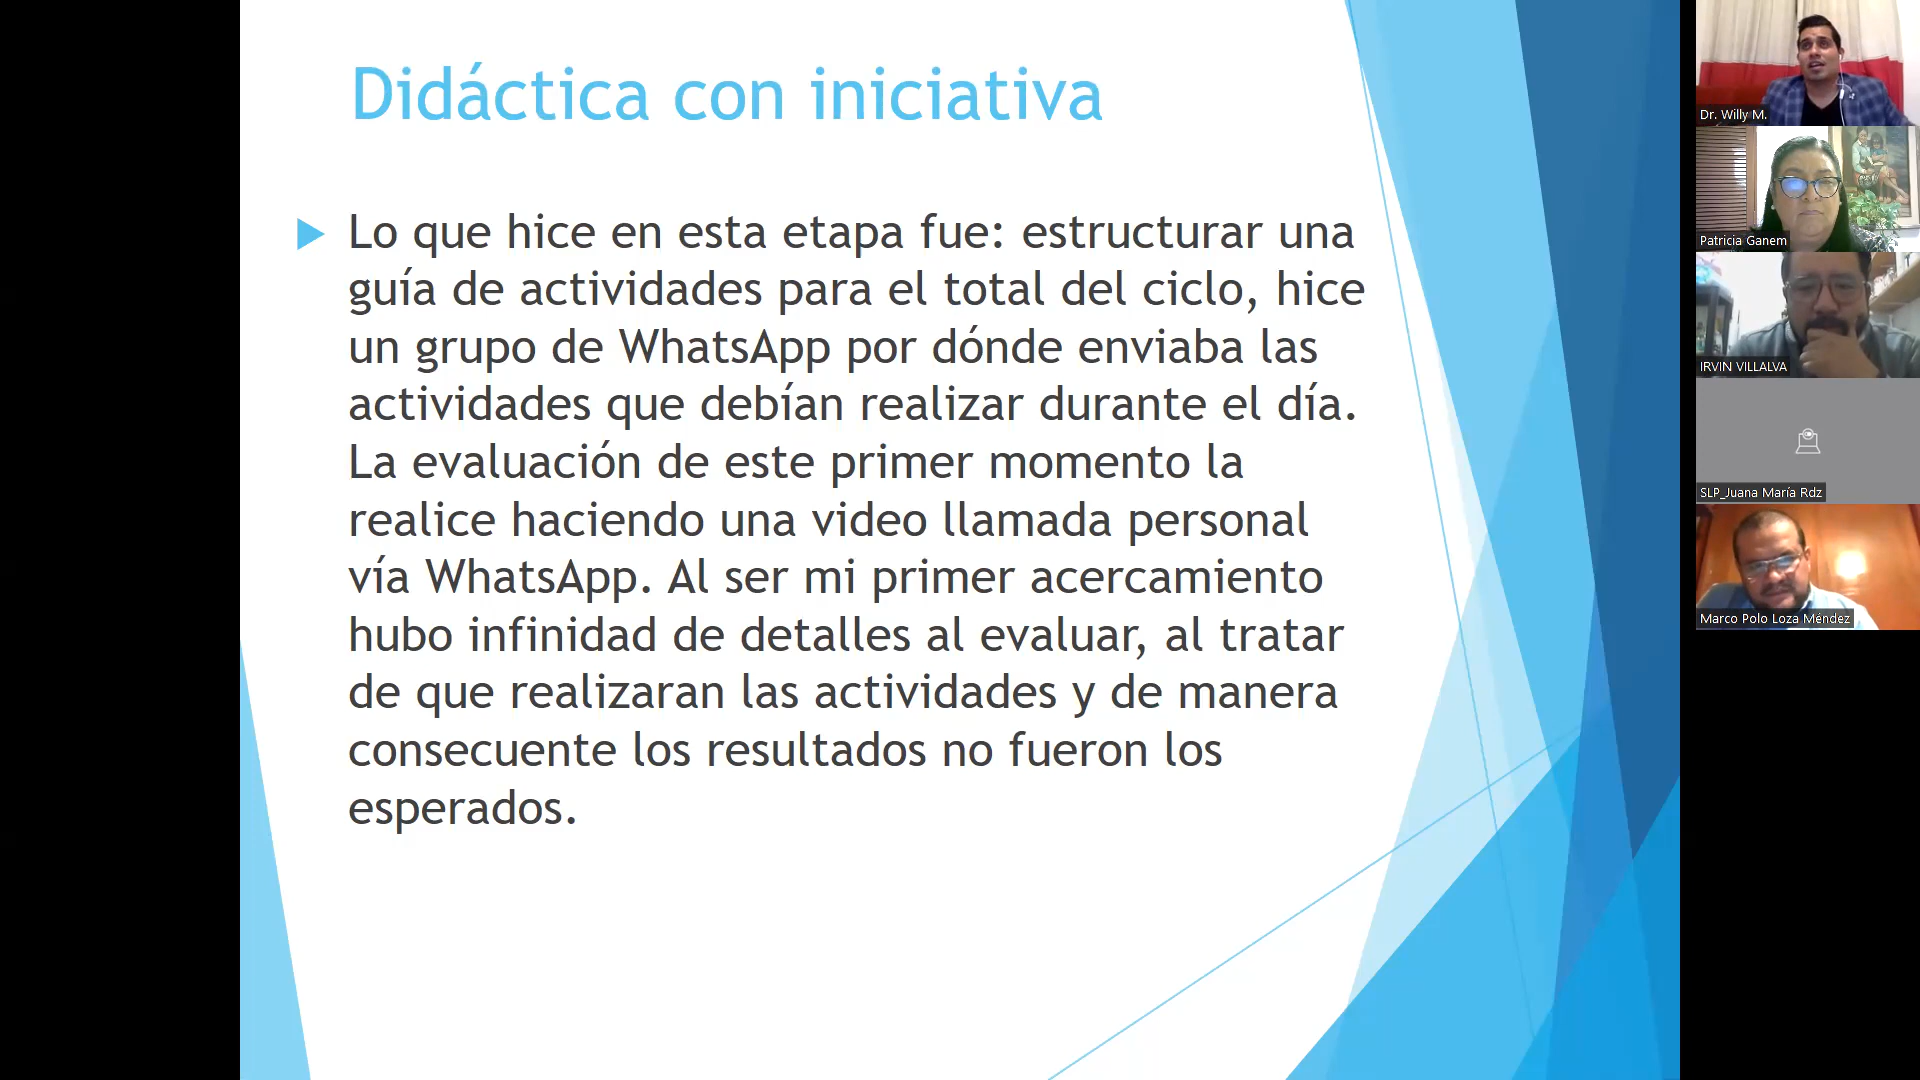 Didáctica con iniciativa
Lo que hice en esta etapa fue: estructurar una
guía de actividades para el total del ciclo, hice
un grupo de WhatsApp por dónde enviaba las
actividades que debían realizar durante el día.
La evaluación de este primer momento la
realice haciendo una video llamada personal
vía WhatsApp. Al ser mi primer acercamiento
hubo infinidad de detalles al evaluar, al tratar
de que realizaran las actividades y de manera
consecuente los resultados no fueron los
esperados.
Dr. Willy M.
Patricia Ganem
IRVIN VILLALVA
SLP_Juana María Rdz
Marco Polo Loza Méndez